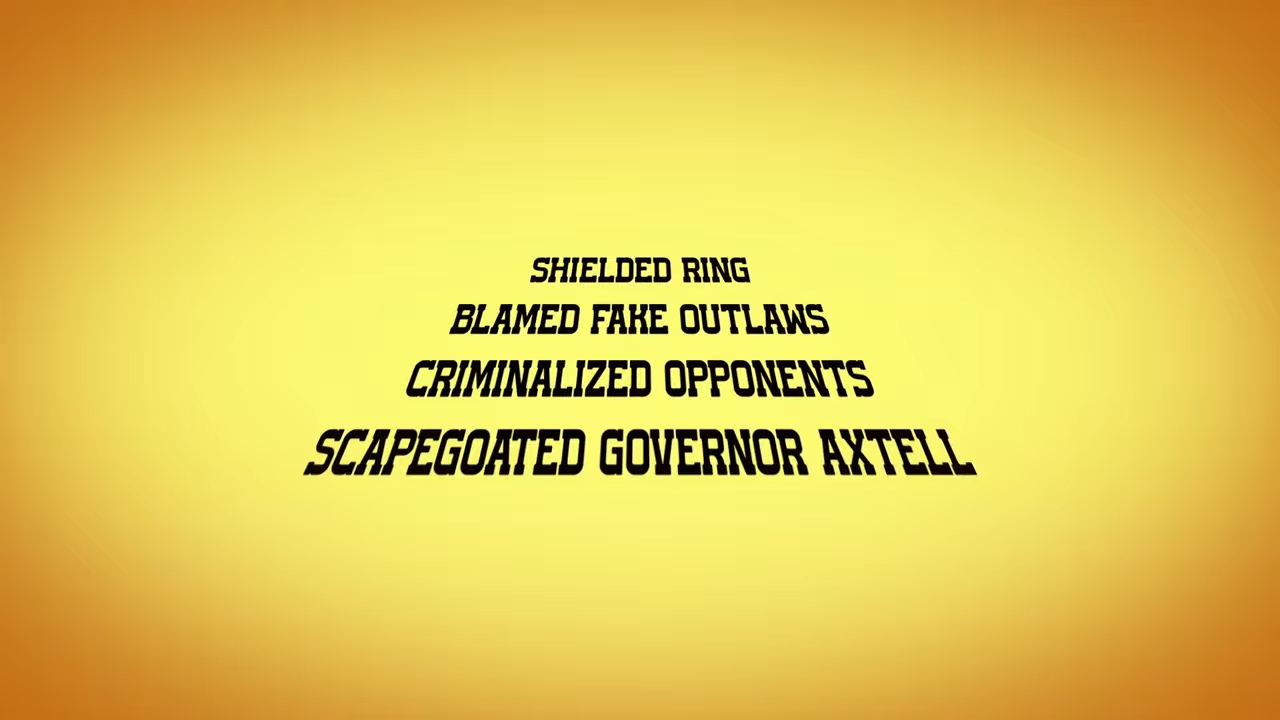 SHIELDED RING
BLAMED FAKE OUTLAWS
CRIMINALIZED OPPONENTS
SCAPEGOATED GOVERNOR AXTELL